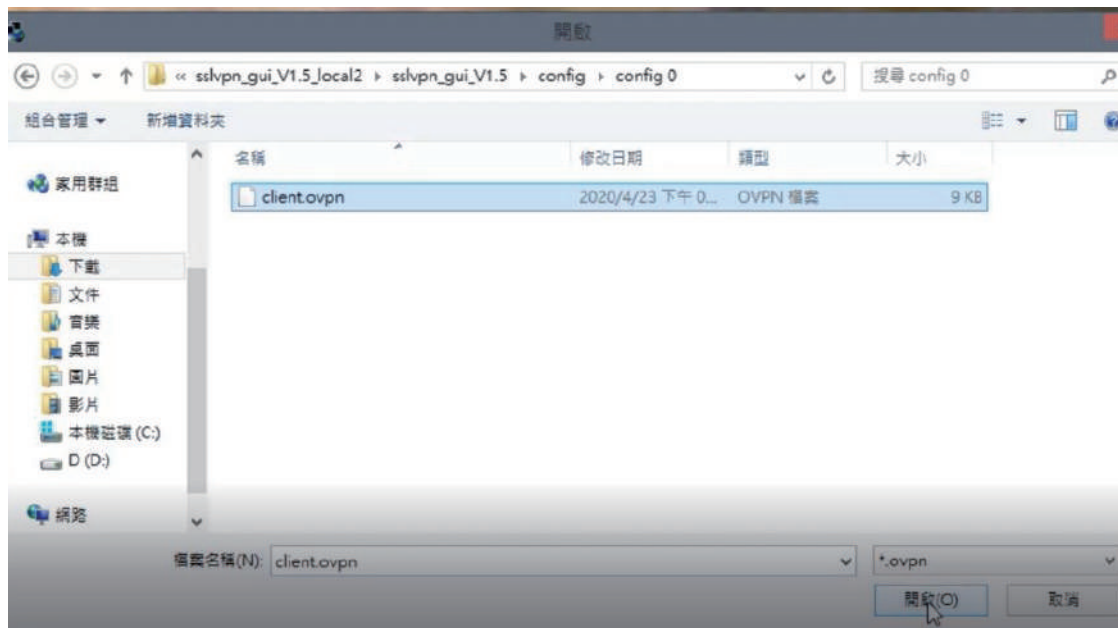 開啟
« sslvpn_gui_V1.5_local2 ▸ sslvpn_gui_V1.5 ▸ config ▸ config 0
搜尋 config 0
組合管理 ▾ 新增資料夾
名稱 修改日期 類型 大小
家用群組
client.ovpn 2020/4/23 下午 0... OVPN 檔案 9 KB
本機
下載
文件
音樂
桌面
圖片
影片
本機磁碟 (C:)
D (D:)
網路
檔案名稱(N): client.ovpn *.ovpn
開啟(O) 取消